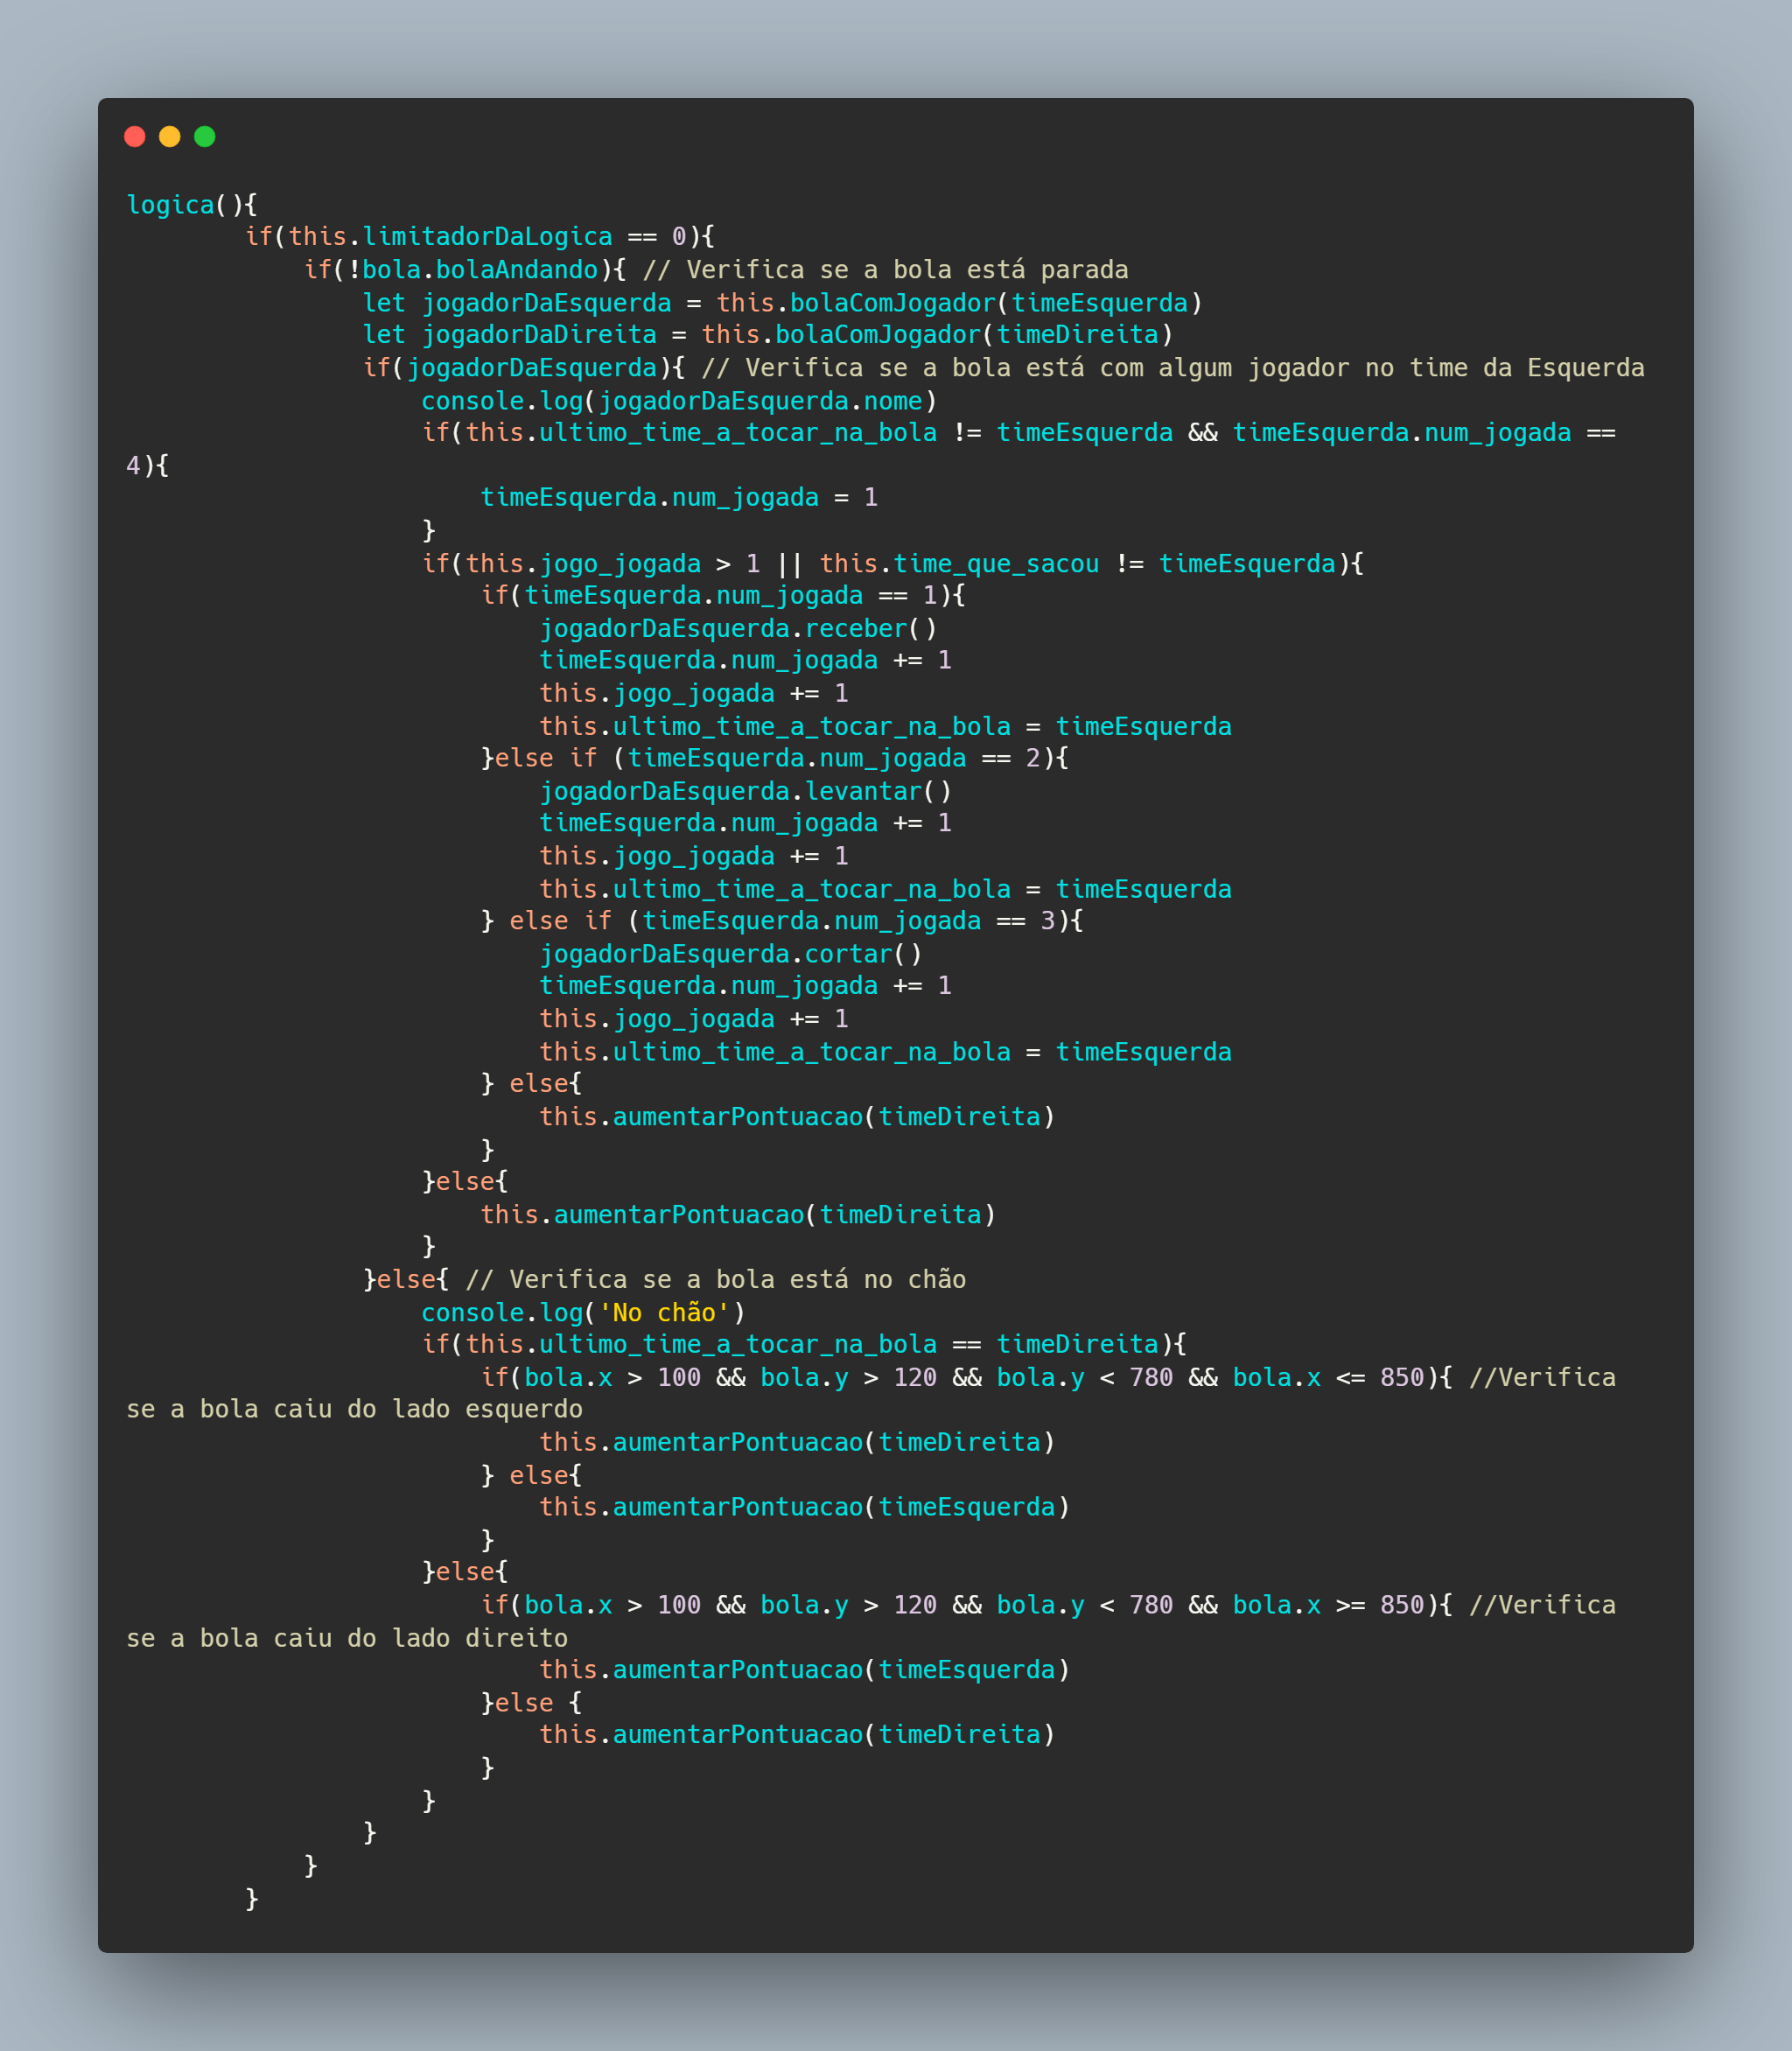 logica(){
        if(this.limitadorDaLogica == 0){
            if(!bola.bolaAndando){ // Verifica se a bola está parada
                let jogadorDaEsquerda = this.bolaComJogador(timeEsquerda)
                let jogadorDaDireita = this.bolaComJogador(timeDireita)
                if(jogadorDaEsquerda){ // Verifica se a bola está com algum jogador no time da Esquerda
                    console.log(jogadorDaEsquerda.nome)
                    if(this.ultimo_time_a_tocar_na_bola != timeEsquerda && timeEsquerda.num_jogada ==
4){
                        timeEsquerda.num_jogada = 1
                    }
                    if(this.jogo_jogada > 1 || this.time_que_sacou != timeEsquerda){
                        if(timeEsquerda.num_jogada == 1){
                            jogadorDaEsquerda.receber()
                            timeEsquerda.num_jogada += 1
                            this.jogo_jogada += 1
                            this.ultimo_time_a_tocar_na_bola = timeEsquerda
                        }else if (timeEsquerda.num_jogada == 2){
                            jogadorDaEsquerda.levantar()
                            timeEsquerda.num_jogada += 1
                            this.jogo_jogada += 1
                            this.ultimo_time_a_tocar_na_bola = timeEsquerda
                        } else if (timeEsquerda.num_jogada == 3){
                            jogadorDaEsquerda.cortar()
                            timeEsquerda.num_jogada += 1
                            this.jogo_jogada += 1
                            this.ultimo_time_a_tocar_na_bola = timeEsquerda
                        } else{
                            this.aumentarPontuacao(timeDireita)
                        }
                    }else{
                        this.aumentarPontuacao(timeDireita)
                    }
                }else{ // Verifica se a bola está no chão
                    console.log('No chão')
                    if(this.ultimo_time_a_tocar_na_bola == timeDireita){
                        if(bola.x > 100 && bola.y > 120 && bola.y < 780 && bola.x <= 850){ //Verifica
se a bola caiu do lado esquerdo
                            this.aumentarPontuacao(timeDireita)
                        } else{
                            this.aumentarPontuacao(timeEsquerda)
                        }
                    }else{
                        if(bola.x > 100 && bola.y > 120 && bola.y < 780 && bola.x >= 850){ //Verifica
se a bola caiu do lado direito
                            this.aumentarPontuacao(timeEsquerda)
                        }else {
                            this.aumentarPontuacao(timeDireita)
                        }
                    }
                }
            }
        }